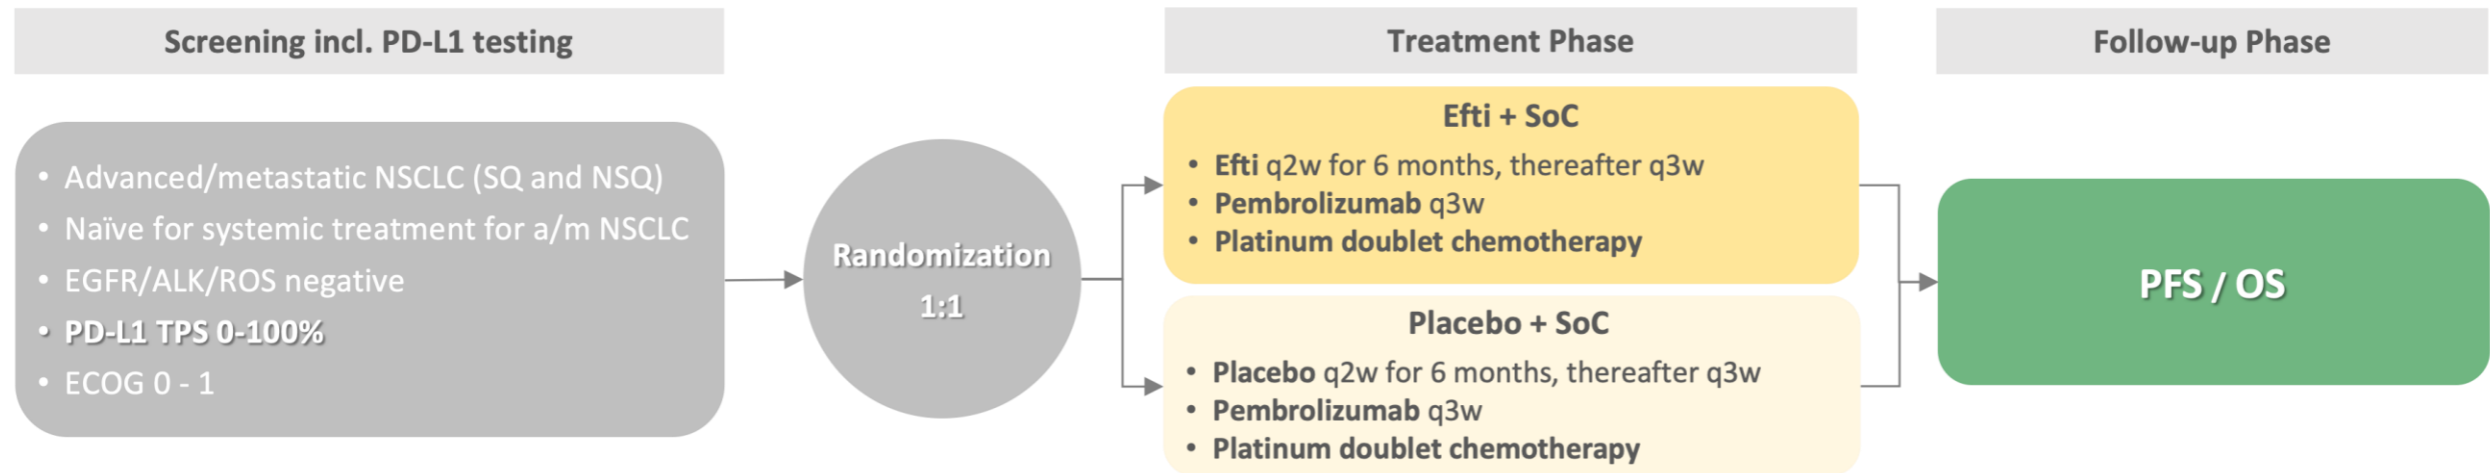 Screening incl. PD-L1 testing
• Advanced/metastatic NSCLC (SQ and NSQ)
• Naïve for systemic treatment for a/m NSCLC
• EGFR/ALK/ROS negative
• PD-L1 TPS 0-100%
• ECOG 0 - 1
Randomization
1:1
Treatment Phase
Efti + SoC
• Efti q2w for 6 months, thereafter q3w
• Pembrolizumab q3w
• Platinum doublet chemotherapy
Placebo + SoC
• Placebo q2w for 6 months, thereafter q3w
• Pembrolizumab q3w
• Platinum doublet chemotherapy
Follow-up Phase
PFS / OS